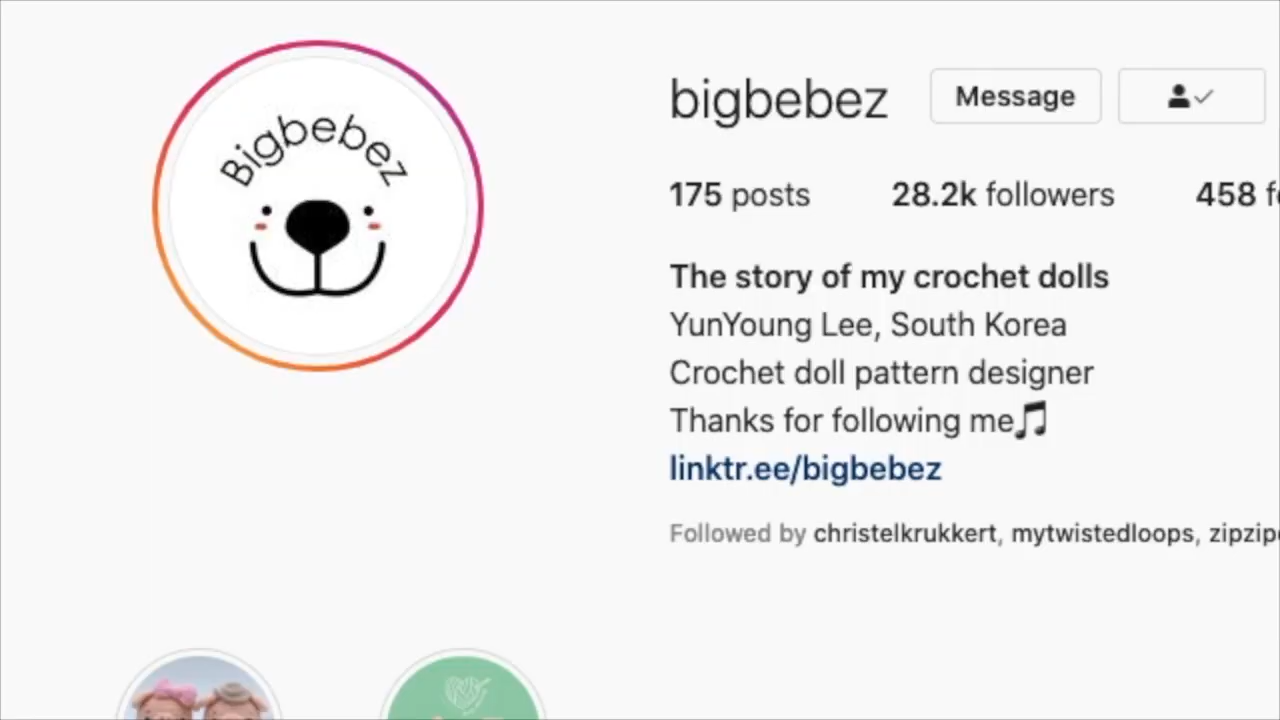 Bigbebez
bigbebez Message
175 posts 28.2k followers 458
The story of my crochet dolls
YunYoung Lee, South Korea
Crochet doll pattern designer
Thanks for following me🎵
linktr.ee/bigbebez
Followed by christelkrukkert, mytwistedloops,